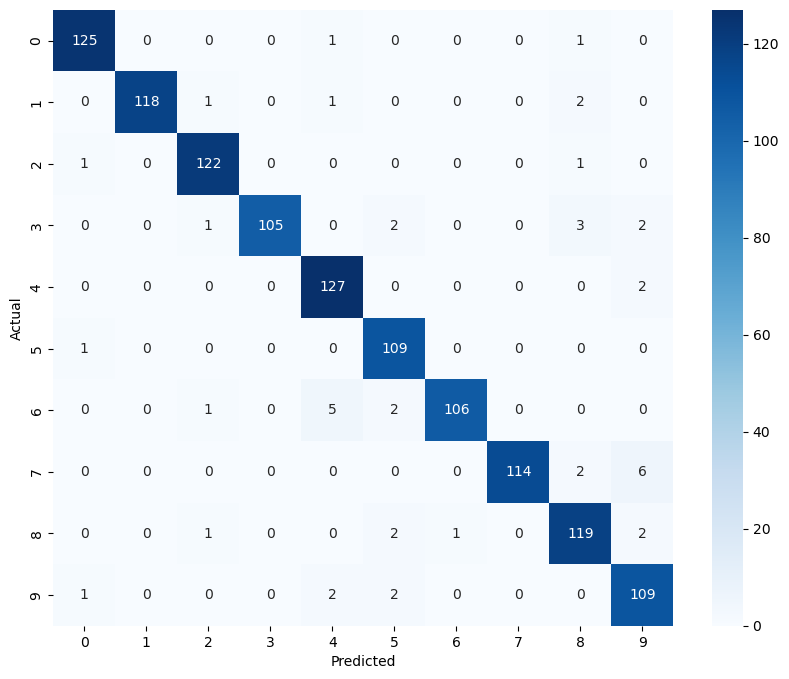 0 125 0 0 0 1 0 0 0 1 0
1 0 118 1 0 1 0 0 0 2 0
2 1 0 122 0 0 0 0 0 1 0
3 0 0 1 105 0 2 0 0 3 2
4 0 0 0 0 127 0 0 0 0 2
5 1 0 0 0 0 109 0 0 0 0
6 0 0 1 0 5 2 106 0 0 0
7 0 0 0 0 0 0 0 114 2 6
8 0 0 1 0 0 2 1 0 119 2
9 1 0 0 0 2 2 0 0 0 109
0 1 2 3 4 5 6 7 8 9
Predicted
Actual
120
100
80
60
40
20
0